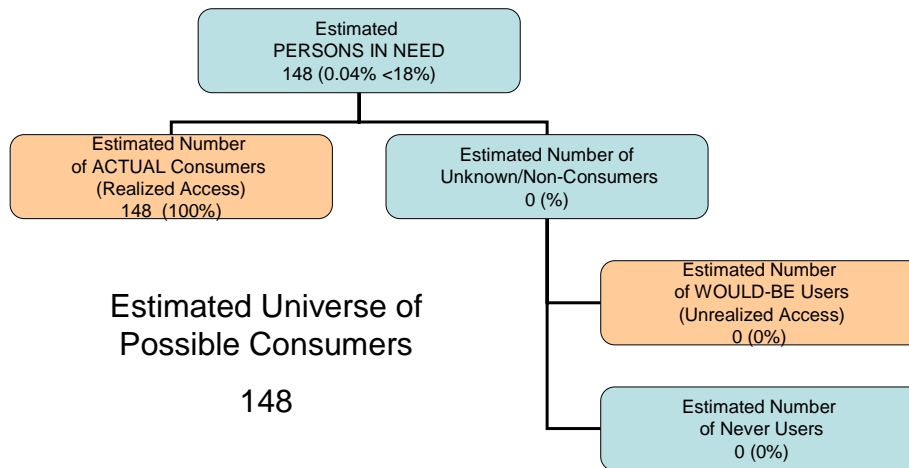 Estimated
PERSONS IN NEED
148 (0.04% <18%)
Estimated Number
of ACTUAL Consumers
(Realized Access)
148 (100%)
Estimated Number of
Unknown/Non-Consumers
0 (%)
Estimated Number
of WOULD-BE Users
(Unrealized Access)
0 (0%)
Estimated Universe of
Possible Consumers
148
Estimated Number
of Never Users
0 (0%)